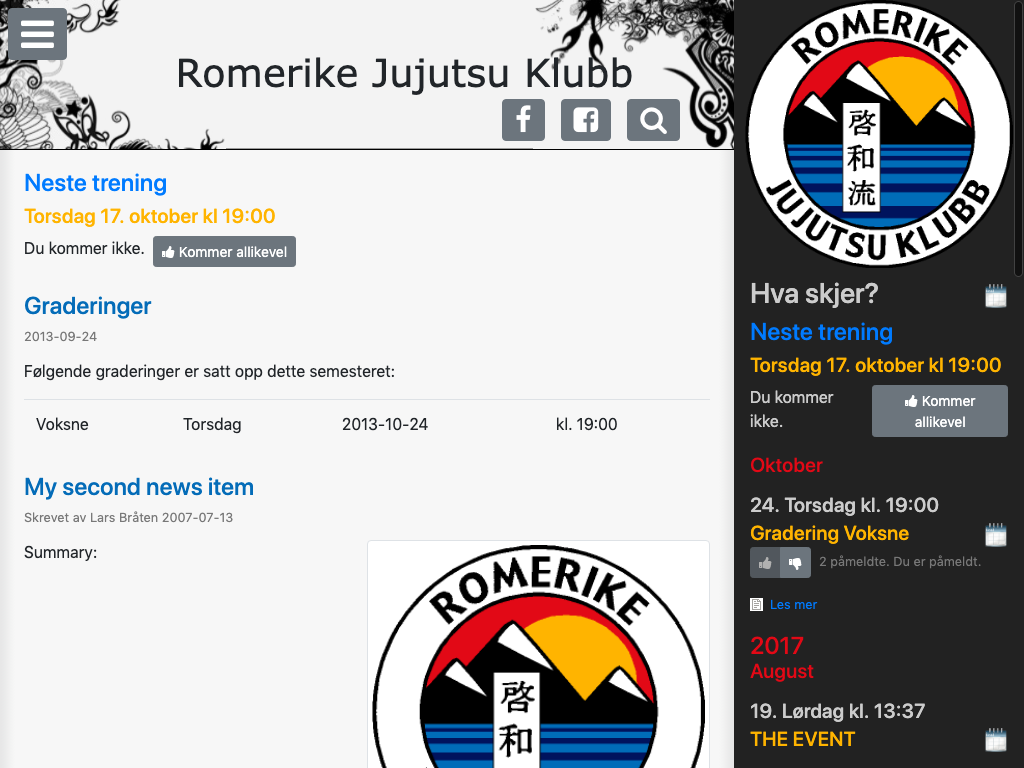 Romerike Jujutsu Klubb
Neste trening
Torsdag 17. oktober kl 19:00
Du kommer ikke. Kommer allikevel
Graderinger
2013-09-24
Følgende graderinger er satt opp dette semesteret:
Voksne Torsdag 2013-10-24 kl. 19:00
My second news item
Skrevet av Lars Bråten 2007-07-13
Summary:
ROMERIKE
啓和
ROMERIKE
啓和流
JUJUTSU KLUBB
Hva skjer?
Neste trening
Torsdag 17. oktober kl 19:00
Du kommer
ikke.
Kommer
allikevel
Oktober
24. Torsdag kl. 19:00
Gradering Voksne
2 påmeldte. Du er påmeldt.
Les mer
2017
August
19. Lørdag kl. 13:37
THE EVENT